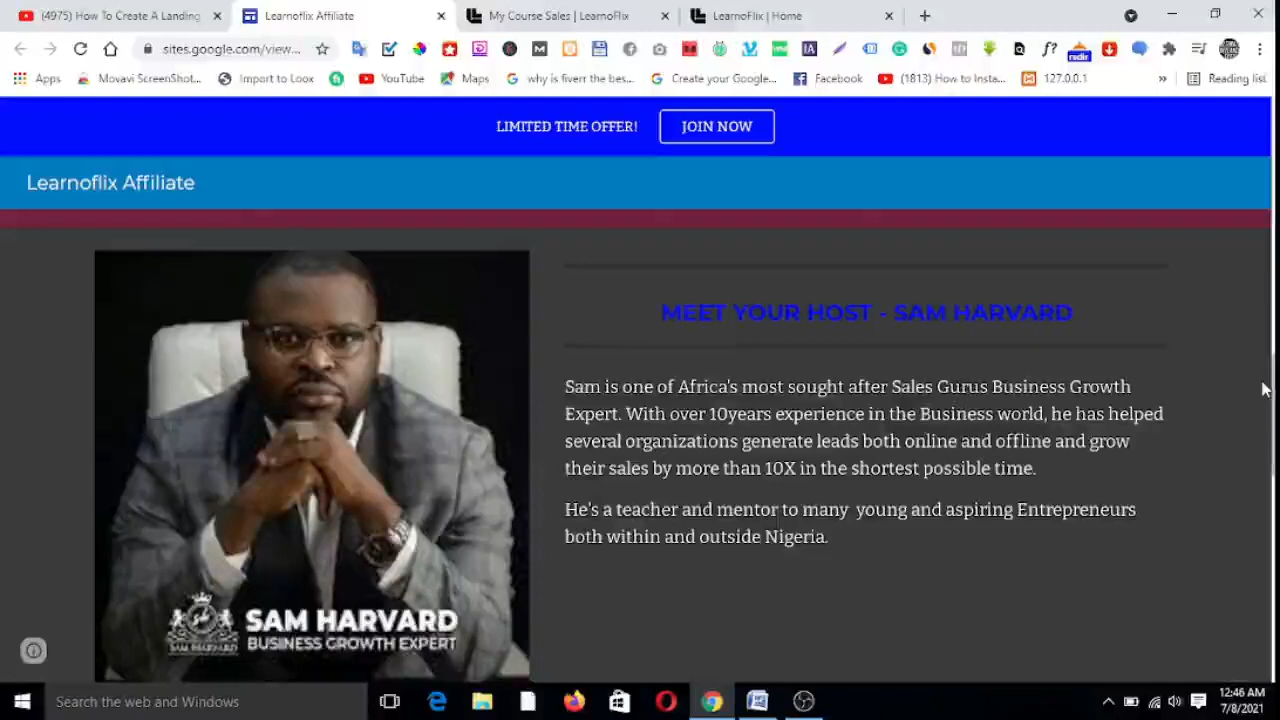 (4975) How To Create A Landing
Learnoflix Affiliate
My Course Sales | LearnoFlix
LearnoFlix | Home
sites.google.com/view...
Apps
Movavi ScreenShot...
Import to Loox
YouTube
Maps
why is fiverr the bes...
Create your Google...
Facebook
(1813) How to Insta...
127.0.0.1
Reading list
LIMITED TIME OFFER!
JOIN NOW
Learnoflix Affiliate
MEET YOUR HOST - SAM HARVARD
Sam is one of Africa's most sought after Sales Gurus Business Growth
Expert. With over 10years experience in the Business world, he has helped
several organizations generate leads both online and offline and grow
their sales by more than 10X in the shortest possible time.
He's a teacher and mentor to many young and aspiring Entrepreneurs
both within and outside Nigeria.
SAM HARVARD
SAM HARVARD
BUSINESS GROWTH EXPERT
Search the web and Windows
12:46 AM
7/8/2021